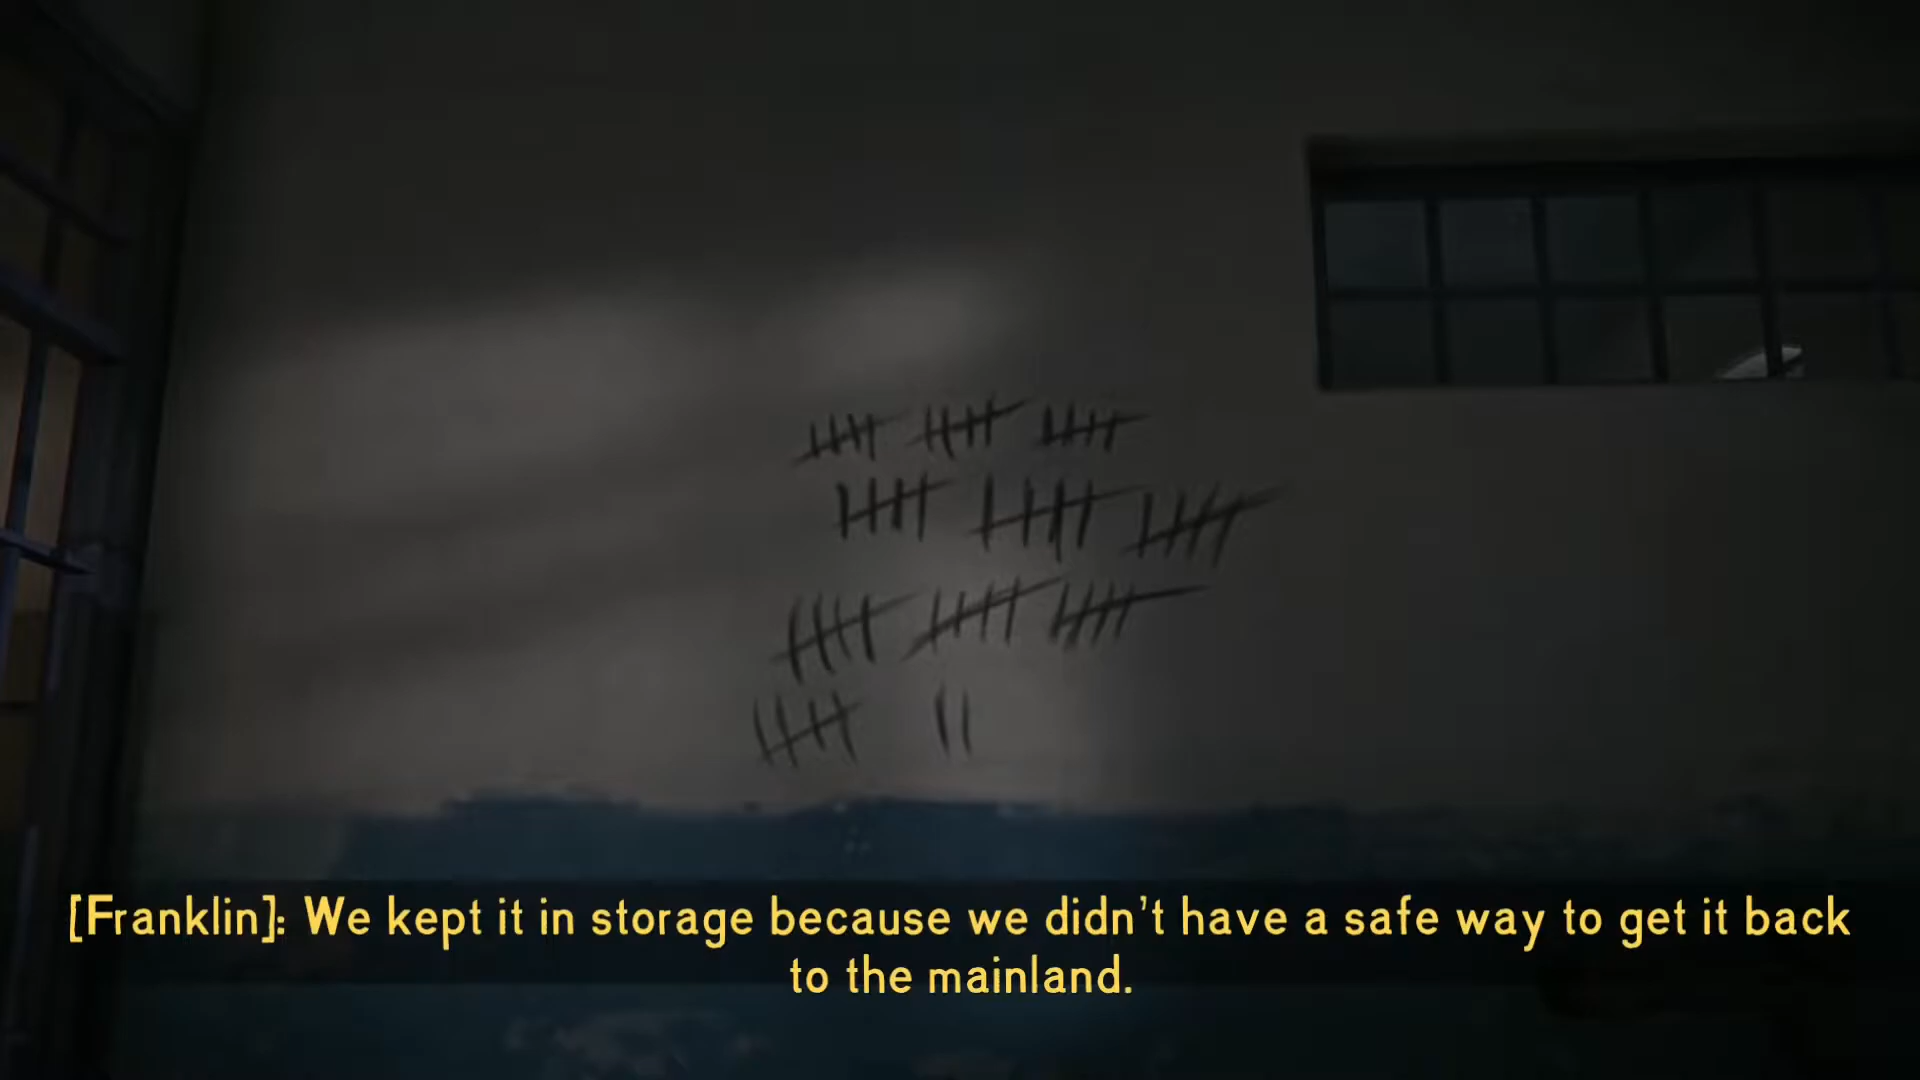 [Franklin]: We kept it in storage because we didn't have a safe way to get it back
to the mainland.